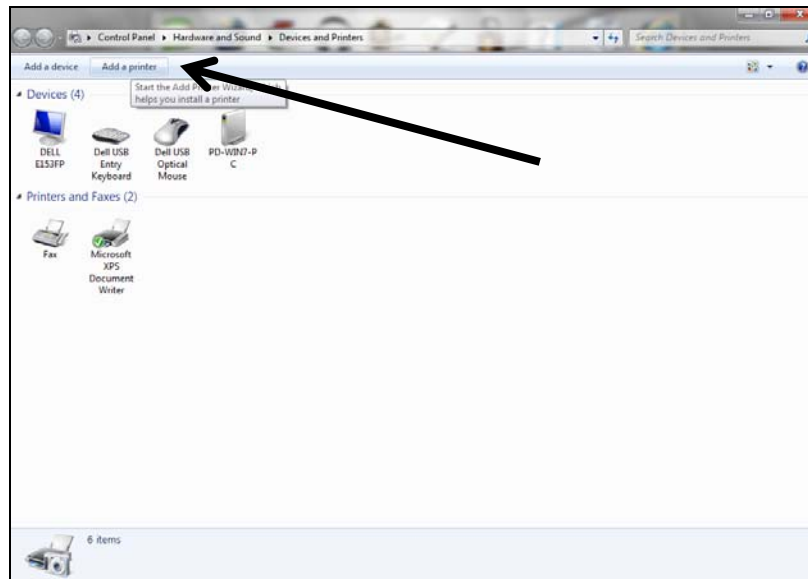 Control Panel ▸ Hardware and Sound ▸ Devices and Printers
Search Devices and Printers
Add a device Add a printer
Start the Add Printer Wizard,
helps you install a printer
Devices (4)
DELL
E153FP
Dell USB
Entry
Keyboard
Dell USB
Optical
Mouse
PD-WIN7-P
C
Printers and Faxes (2)
Fax
Microsoft
XPS
Document
Writer
6 items